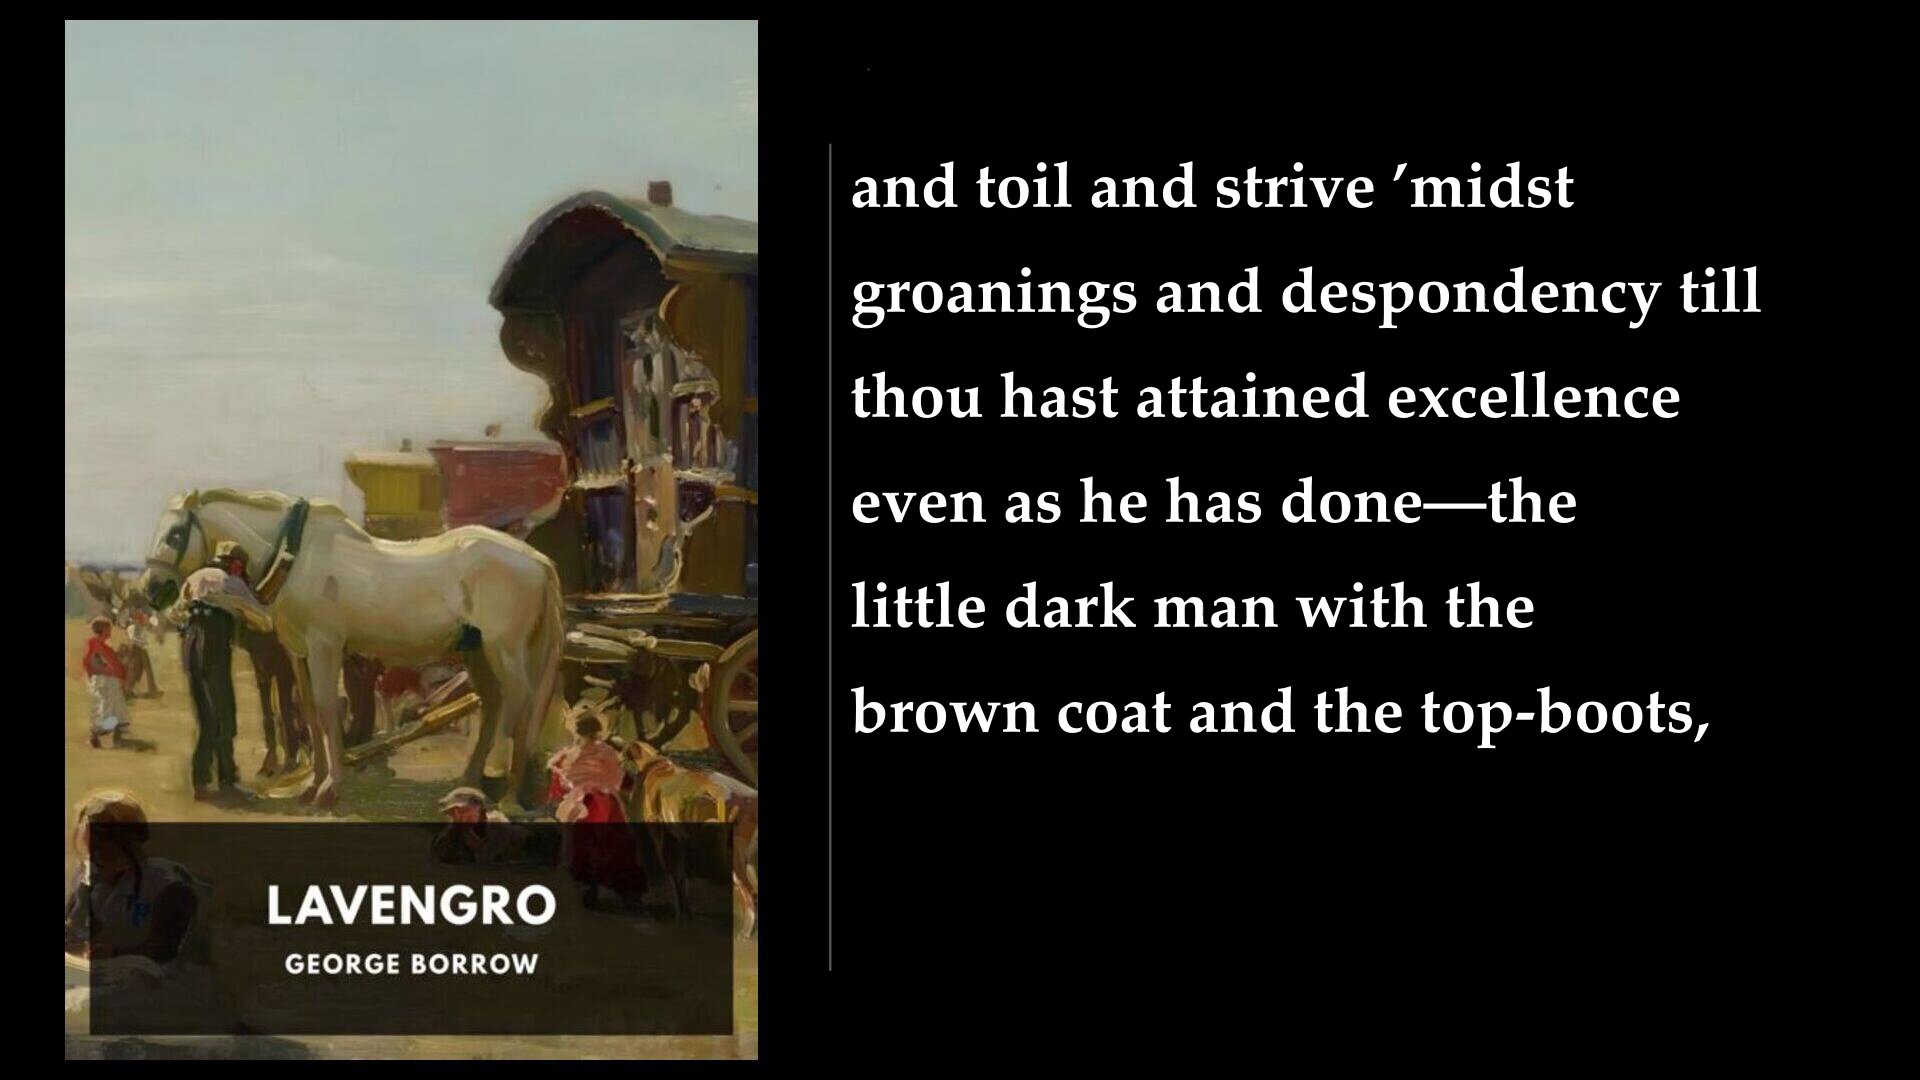 and toil and strive ’midst
groanings and despondency till
thou hast attained excellence
even as he has done—the
little dark man with the
brown coat and the top-boots,
LAVENGRO
GEORGE BORROW